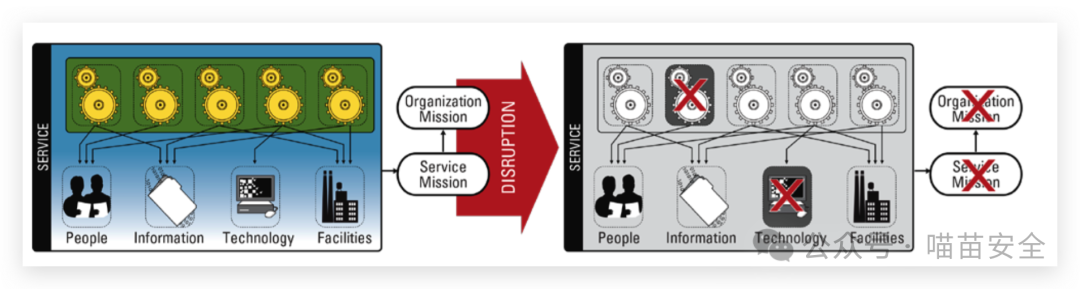 SERVICE
People
Information
Technology
Facilities
Organization
Mission
Service
Mission
DISRUPTION
SERVICE
People
Information
Technology
Facilities
Organization
Mission
Service
Mission
公众号 · 喵苗安全